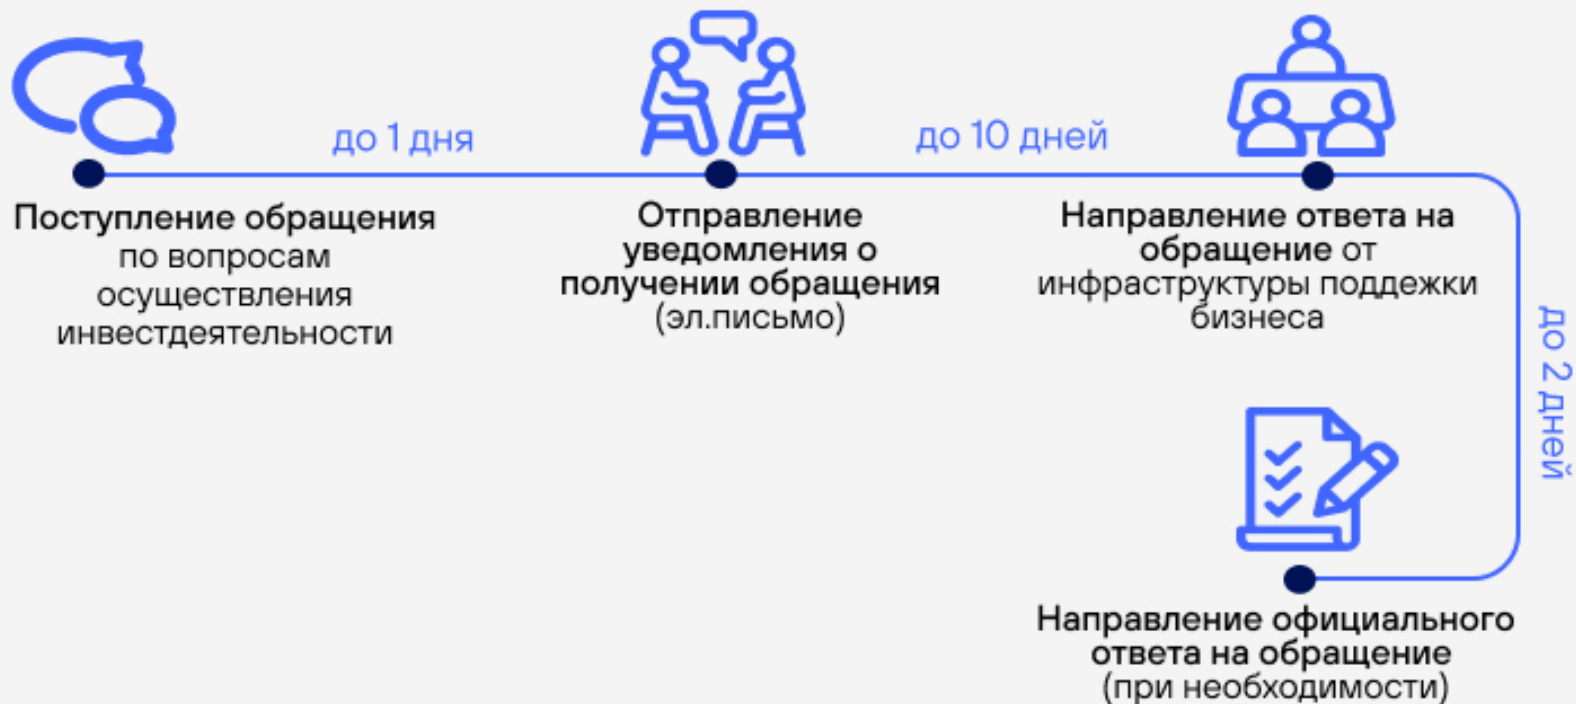 до 1 дня
до 10 дней
Поступление обращения
по вопросам
осуществления
инвестдеятельности
Отправление
уведомления о
получении обращения
(эл.письмо)
Направление ответа на
обращение от
инфраструктуры поддежки
бизнеса
до 2 дней
Направление официального
ответа на обращение
(при необходимости)